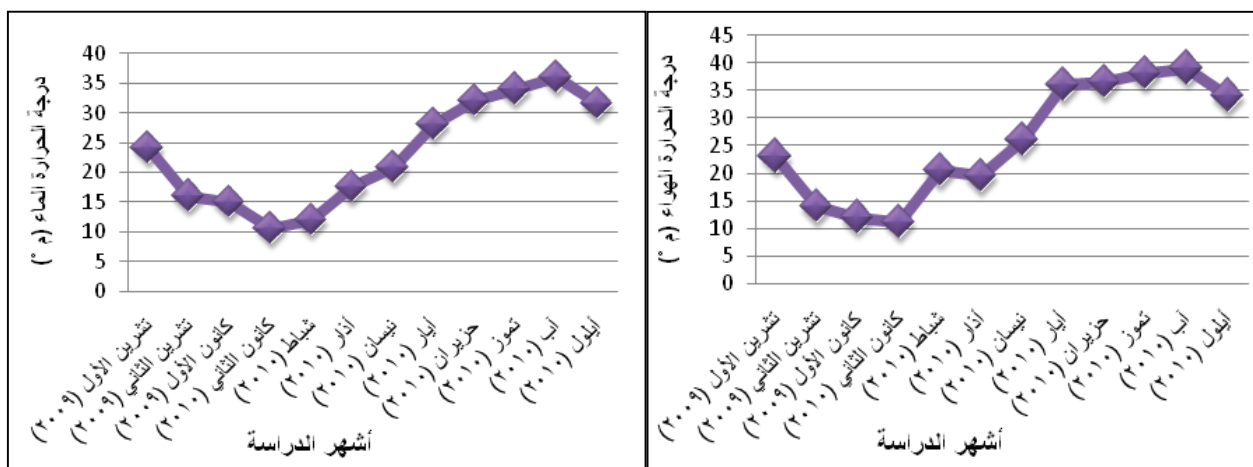 درجة الحرارة الماء (م °)
40
35
30
25
20
15
10
5
0
تشرين الأول (٢٠٠٩)
تشرين الثاني (٢٠٠٩)
كانون الأول (٢٠٠٩)
كانون الثاني (٢٠١٠)
شباط (٢٠١٠)
أذار (٢٠١٠)
نيسان (٢٠١٠)
أيار (٢٠١٠)
حزيران (٢٠١٠)
تموز (٢٠١٠)
آب (٢٠١٠)
أيلول (٢٠١٠)
أشهر الدراسة
درجة الحرارة الهواء (م °)
45
40
35
30
25
20
15
10
5
0
تشرين الأول (٢٠٠٩)
تشرين الثاني (٢٠٠٩)
كانون الأول (٢٠٠٩)
كانون الثاني (٢٠١٠)
شباط (٢٠١٠)
أذار (٢٠١٠)
نيسان (٢٠١٠)
أيار (٢٠١٠)
حزيران (٢٠١٠)
تموز (٢٠١٠)
آب (٢٠١٠)
أيلول (٢٠١٠)
أشهر الدراسة